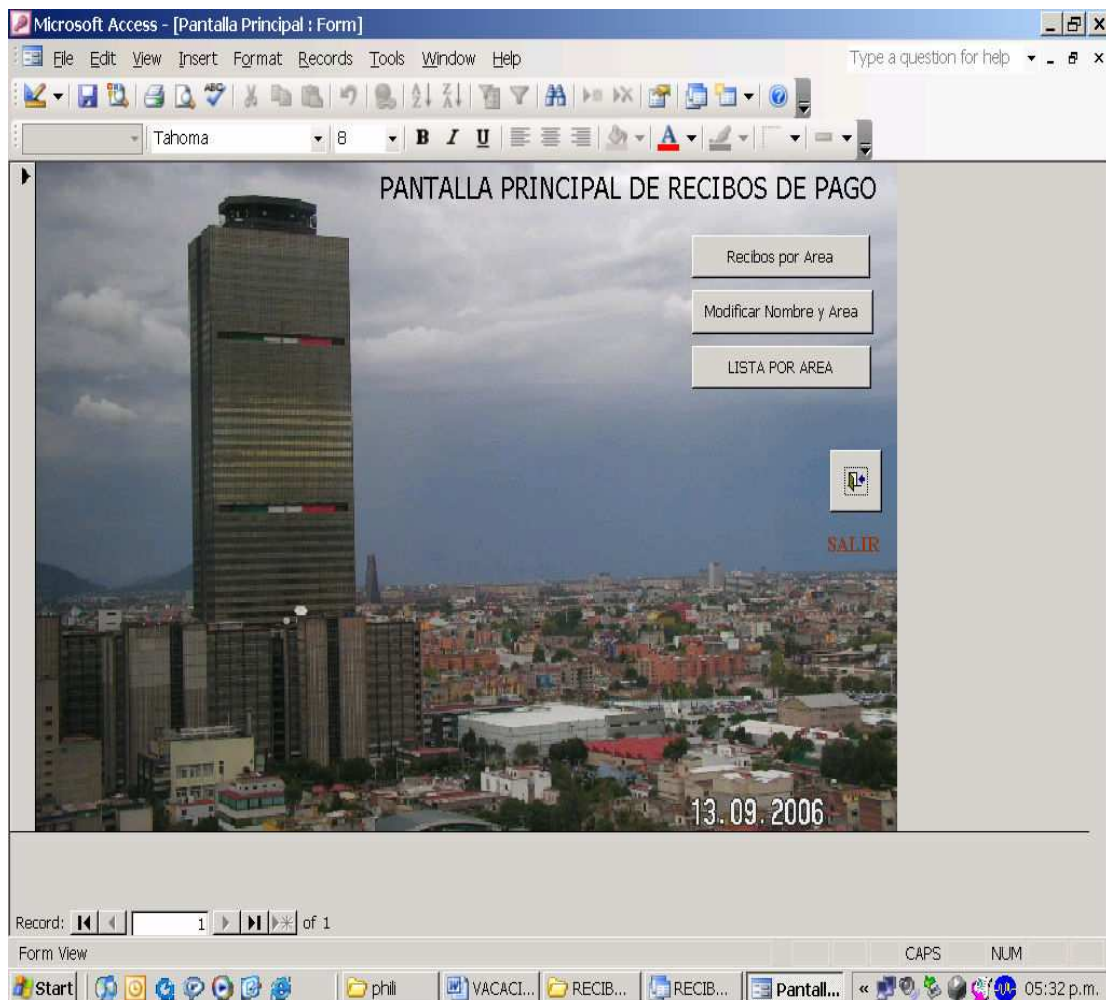 Microsoft Access - [Pantalla Principal : Form]
File Edit View Insert Format Records Tools Window Help
Type a question for help
Tahoma 8 B I U A
PANTALLA PRINCIPAL DE RECIBOS DE PAGO
Recibos por Area
Modificar Nombre y Area
LISTA POR AREA
SALIR
13.09.2006
Record: 1 of 1
Form View CAPS NUM
Start phili VACACI... RECIB... RECIB... Pantall... « 05:32 p.m.